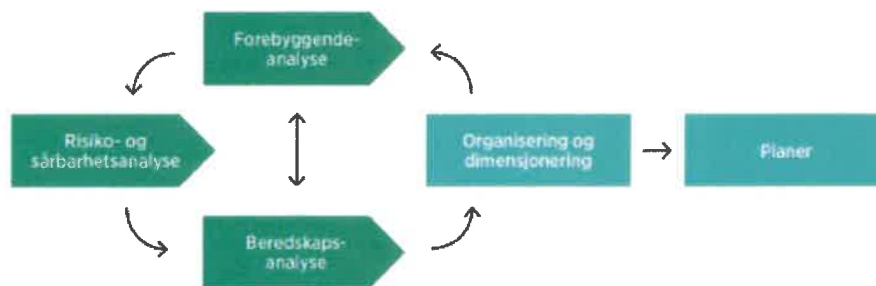 Forebyggende-
analyse
Risiko- og
sårbarhetsanalyse
Organisering og
dimensjonering
Planer
Beredskaps-
analyse